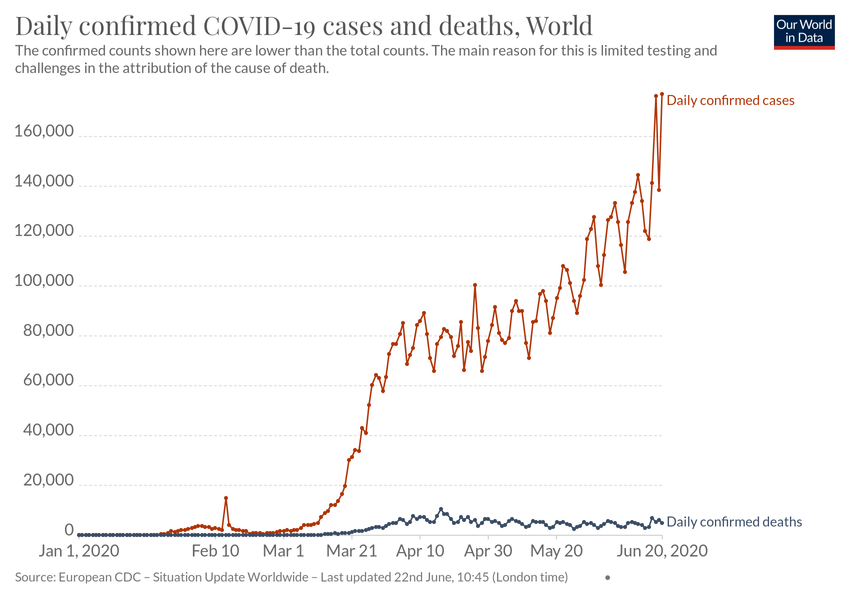 Daily confirmed COVID-19 cases and deaths, World
Our World
in Data
The confirmed counts shown here are lower than the total counts. The main reason for this is limited testing and
challenges in the attribution of the cause of death.
Daily confirmed cases
160,000
140,000
120,000
100,000
80,000
60,000
40,000
20,000
Daily confirmed deaths
0
Jan 1, 2020 Feb 10 Mar 1 Mar 21 Apr 10 Apr 30 May 20 Jun 20, 2020
Source: European CDC – Situation Update Worldwide – Last updated 22nd June, 10:45 (London time)